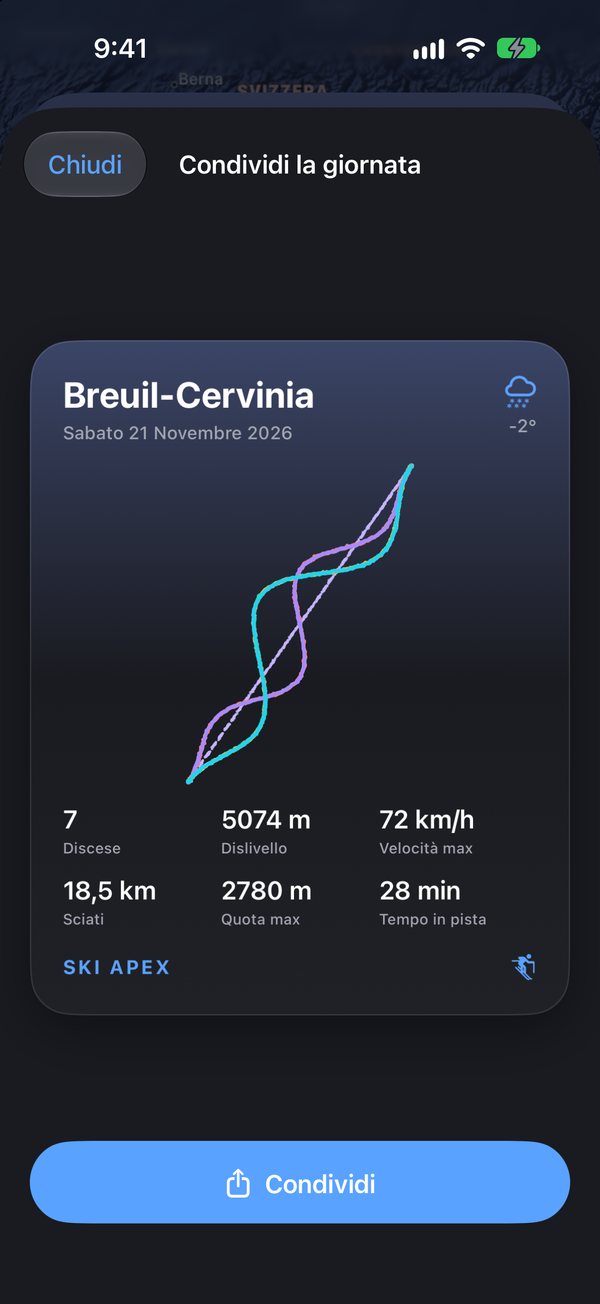 9:41
Berna
SVIZZERA
Chiudi
Condividi la giornata
Breuil-Cervinia
Sabato 21 Novembre 2026
-2°
7
5074 m
72 km/h
Discese
Dislivello
Velocità max
18,5 km
2780 m
28 min
Sciati
Quota max
Tempo in pista
SKI APEX
Condividi